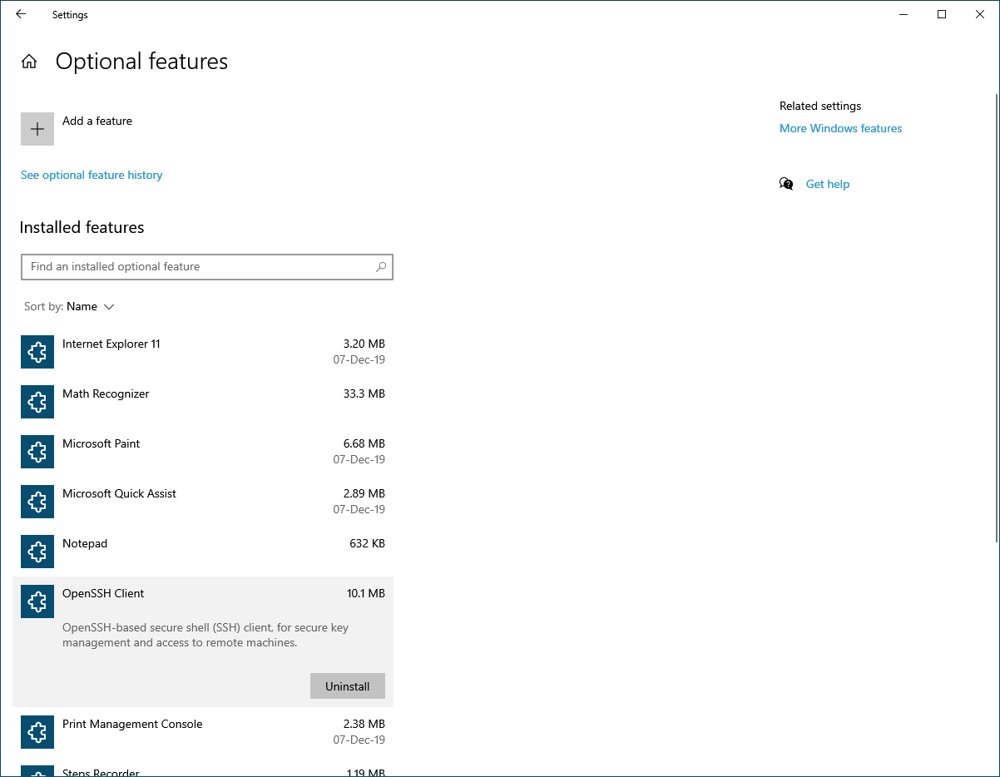 Settings
Optional features
Add a feature
See optional feature history
Related settings
More Windows features
Get help
Installed features
Find an installed optional feature
Sort by: Name
Internet Explorer 11 3.20 MB
07-Dec-19
Math Recognizer 33.3 MB
Microsoft Paint 6.68 MB
07-Dec-19
Microsoft Quick Assist 2.89 MB
07-Dec-19
Notepad 632 KB
OpenSSH Client 10.1 MB
OpenSSH-based secure shell (SSH) client, for secure key
management and access to remote machines.
Uninstall
Print Management Console 2.38 MB
07-Dec-19
Steps Recorder 1.19 MB